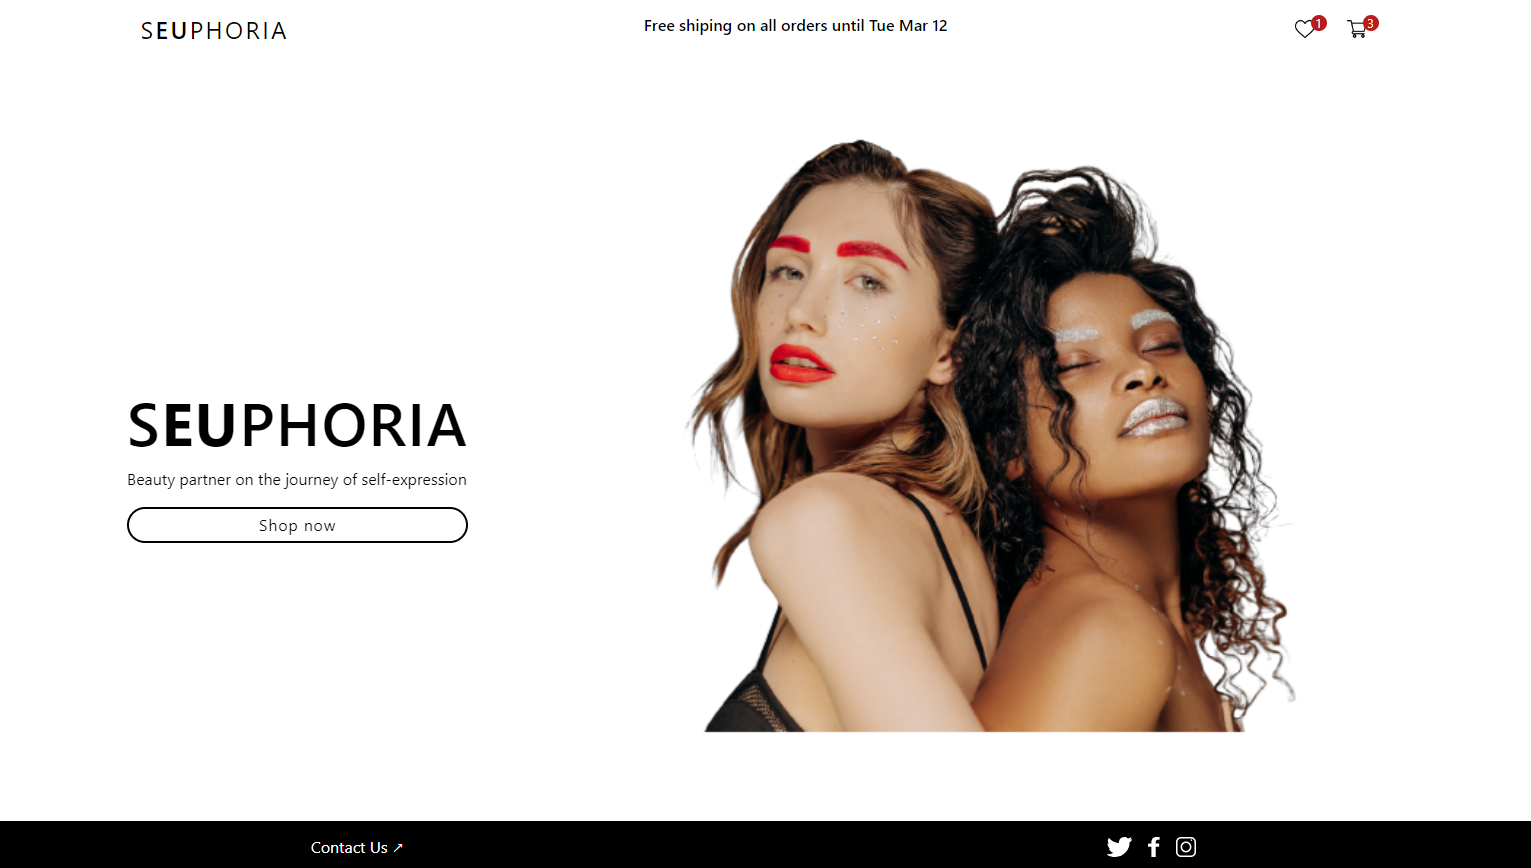 SEUPHORIA
Free shiping on all orders until Tue Mar 12
1
3
SEUPHORIA
Beauty partner on the journey of self-expression
Shop now
Contact Us ↗